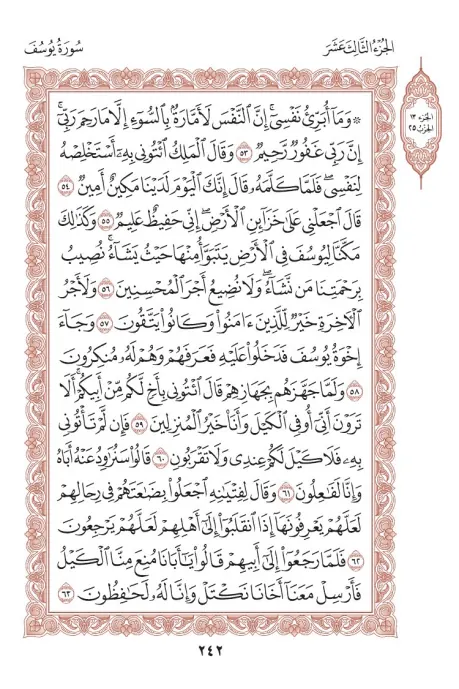 الجُزْءُ الثَّالِثَ عَشَرَ
سُورَةُ يُوسُفَ
الجزء ١٣
الحزب ٢٥
۞ وَمَآ أُبَرِّئُ نَفْسِيٓۚ إِنَّ ٱلنَّفْسَ لَأَمَّارَةُۢ بِٱلسُّوٓءِ إِلَّا مَا رَحِمَ رَبِّيٓۚ
إِنَّ رَبِّي غَفُورٞ رَّحِيمٞ ٥٣ وَقَالَ ٱلْمَلِكُ ٱئْتُونِي بِهِۦٓ أَسْتَخْلِصْهُ
لِنَفْسِيۖ فَلَمَّا كَلَّمَهُۥ قَالَ إِنَّكَ ٱلْيَوْمَ لَدَيْنَا مَكِينٌ أَمِينٞ ٥٤
قَالَ ٱجْعَلْنِي عَلَىٰ خَزَآئِنِ ٱلْأَرْضِۖ إِنِّي حَفِيظٌ عَلِيمٞ ٥٥ وَكَذَٰلِكَ
مَكَّنَّا لِيُوسُفَ فِي ٱلْأَرْضِ يَتَبَوَّأُ مِنْهَا حَيْثُ يَشَآءُۚ نُصِيبُ
بِرَحْمَتِنَا مَن نَّشَآءُۖ وَلَا نُضِيعُ أَجْرَ ٱلْمُحْسِنِينَ ٥٦ وَلَأَجْرُ
ٱلْأٓخِرَةِ خَيْرٞ لِّلَّذِينَ ءَامَنُواْ وَكَانُواْ يَتَّقُونَ ٥٧ وَجَآءَ
إِخْوَةُ يُوسُفَ فَدَخَلُواْ عَلَيْهِ فَعَرَفَهُمْ وَهُمْ لَهُۥ مُنكِرُونَ
٥٨ وَلَمَّا جَهَّزَهُم بِجَهَازِهِمْ قَالَ ٱئْتُونِي بِأَخٖ لَّكُم مِّنْ أَبِيكُمْۚ أَلَا
تَرَوْنَ أَنِّيٓ أُوفِي ٱلْكَيْلَ وَأَنَا۠ خَيْرُ ٱلْمُنزِلِينَ ٥٩ فَإِن لَّمْ تَأْتُونِي
بِهِۦ فَلَا كَيْلَ لَكُمْ عِندِي وَلَا تَقْرَبُونِ ٦٠ قَالُواْ سَنُرَٰوِدُ عَنْهُ أَبَاهُ
وَإِنَّا لَفَٰعِلُونَ ٦١ وَقَالَ لِفِتْيَٰنِهِ ٱجْعَلُواْ بِضَٰعَتَهُمْ فِي رِحَالِهِمْ
لَعَلَّهُمْ يَعْرِفُونَهَآ إِذَا ٱنقَلَبُوٓاْ إِلَىٰٓ أَهْلِهِمْ لَعَلَّهُمْ يَرْجِعُونَ
٦٢ فَلَمَّا رَجَعُوٓاْ إِلَىٰٓ أَبِيهِمْ قَالُواْ يَٰٓأَبَانَا مُنِعَ مِنَّا ٱلْكَيْلُ
فَأَرْسِلْ مَعَنَآ أَخَانَا نَكْتَلْ وَإِنَّا لَهُۥ لَحَٰفِظُونَ ٦٣
٢٤٢